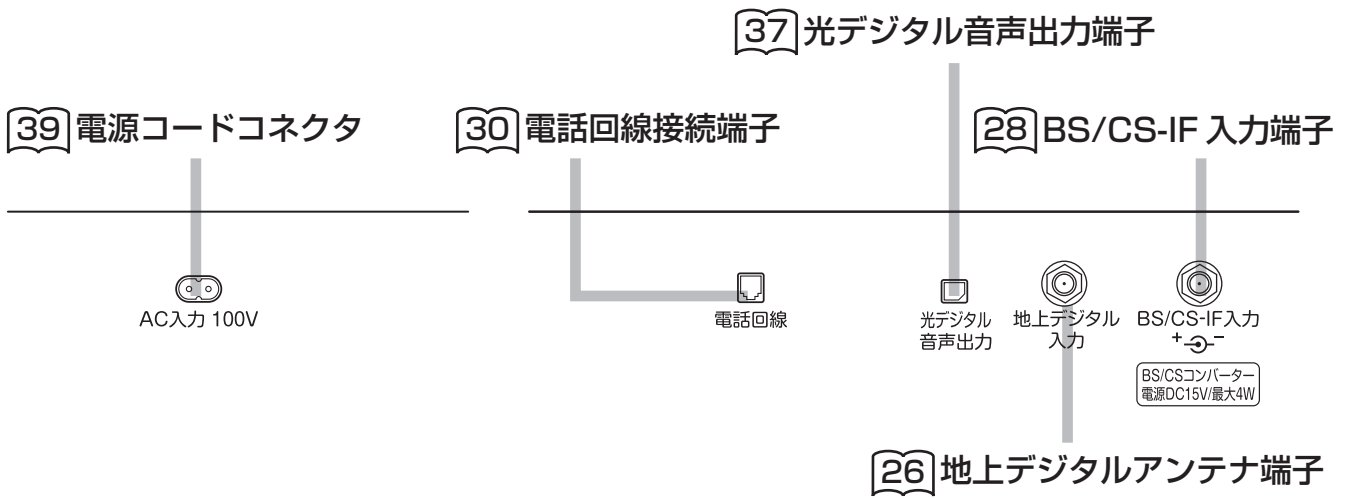 37 光デジタル音声出力端子
39 電源コードコネクタ
30 電話回線接続端子
28 BS/CS-IF 入力端子
AC入力 100V
電話回線
光デジタル
音声出力
地上デジタル
入力
BS/CS-IF入力
+ -
BS/CSコンバーター
電源DC15V/最大4W
26 地上デジタルアンテナ端子